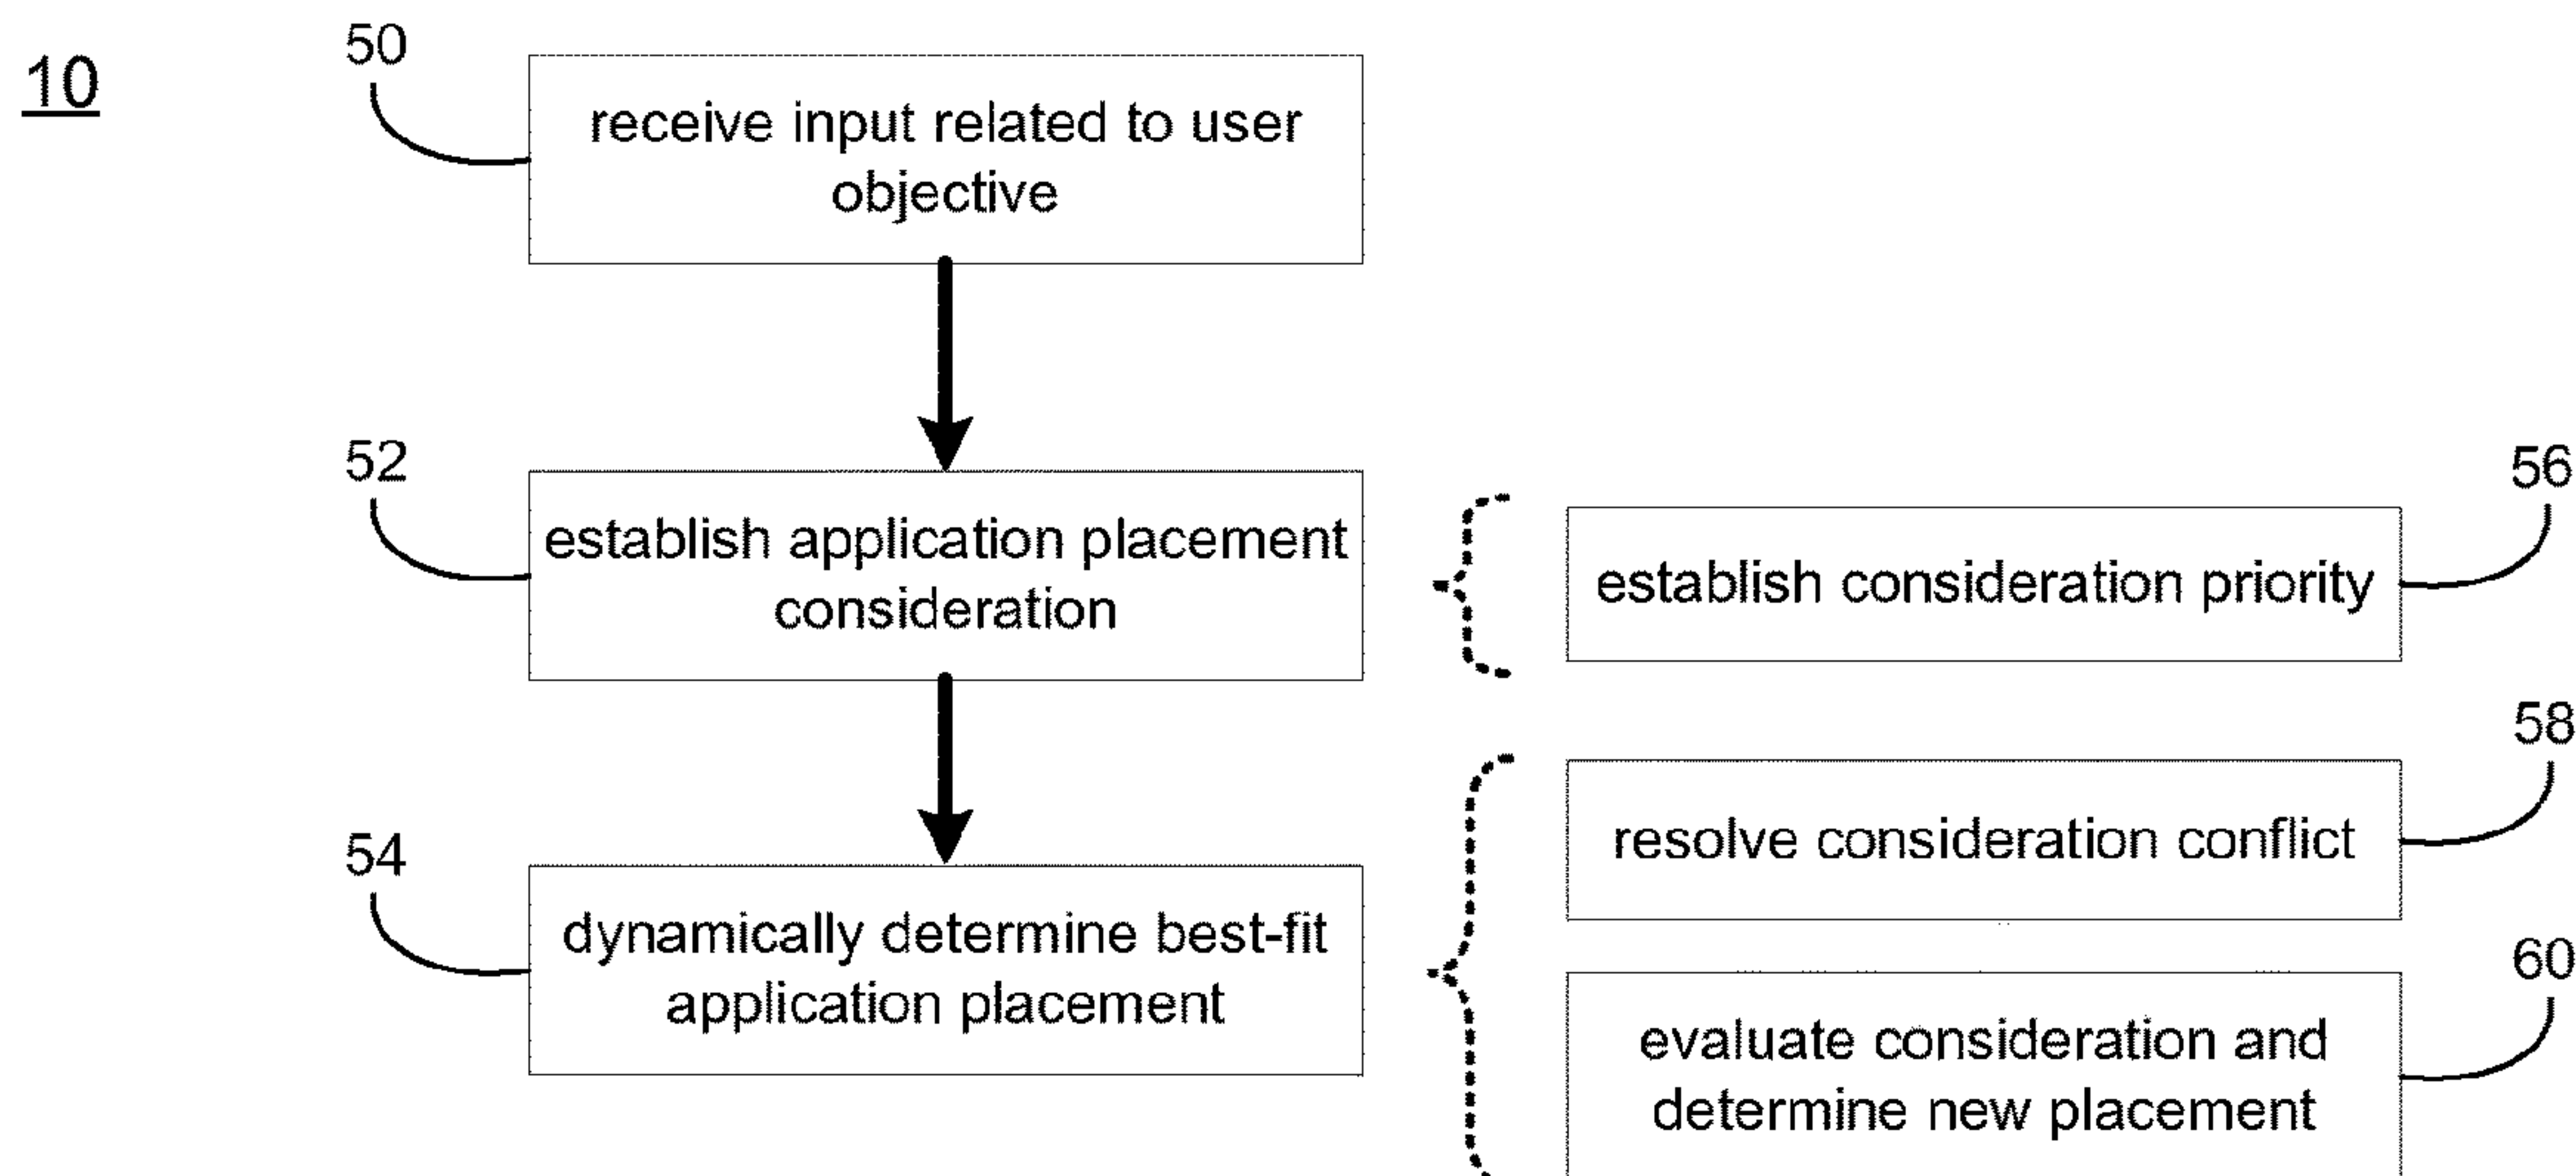 10
50
receive input related to user
objective
52
establish application placement
consideration
56
establish consideration priority
58
resolve consideration conflict
54
dynamically determine best-fit
application placement
60
evaluate consideration and
determine new placement